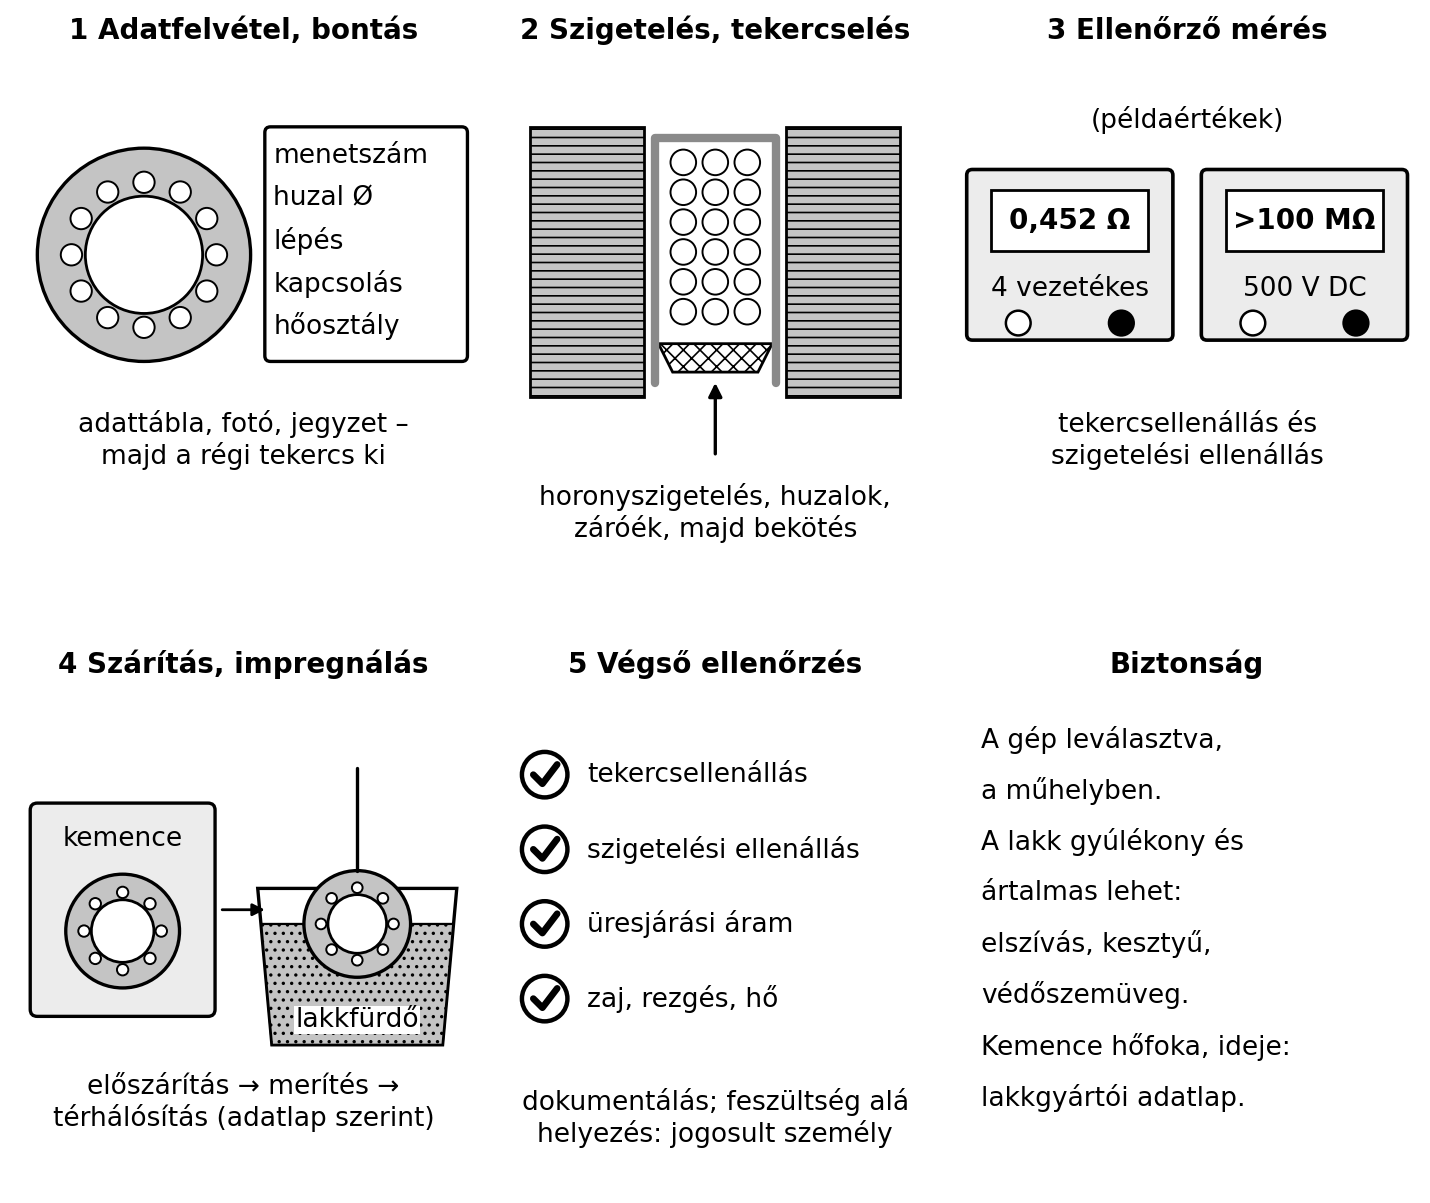 1 Adatfelvétel, bontás
menetszám
huzal Ø
lépés
kapcsolás
hőosztály
adattábla, fotó, jegyzet –
majd a régi tekercs ki
2 Szigetelés, tekercselés
horonyszigetelés, huzalok,
záróék, majd bekötés
3 Ellenőrző mérés
(példaértékek)
0,452 Ω
4 vezetékes
>100 MΩ
500 V DC
tekercsellenállás és
szigetelési ellenállás
4 Szárítás, impregnálás
kemence
lakkfürdő
előszárítás → merítés →
térhálósítás (adatlap szerint)
5 Végső ellenőrzés
tekercsellenállás
szigetelési ellenállás
üresjárási áram
zaj, rezgés, hő
dokumentálás; feszültség alá
helyezés: jogosult személy
Biztonság
A gép leválasztva,
a műhelyben.
A lakk gyúlékony és
ártalmas lehet:
elszívás, kesztyű,
védőszemüveg.
Kemence hőfoka, ideje:
lakkgyártói adatlap.